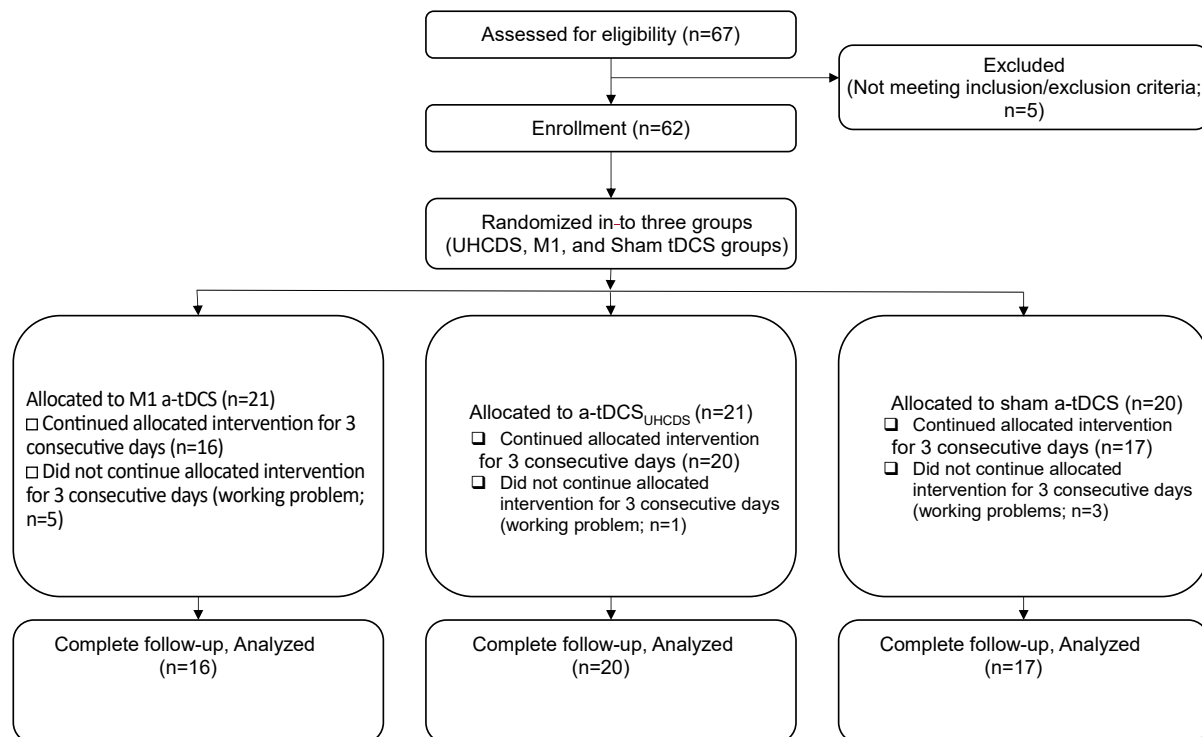 Assessed for eligibility (n=67)
Excluded
(Not meeting inclusion/exclusion criteria;
n=5)
Enrollment (n=62)
Randomized in-to three groups
(UHCDS, M1, and Sham tDCS groups)
Allocated to M1 a-tDCS (n=21)
☐ Continued allocated intervention for 3
consecutive days (n=16)
☐ Did not continue allocated intervention
for 3 consecutive days (working problem;
n=5)
Allocated to a-tDCSUHCDS (n=21)
❑ Continued allocated intervention
for 3 consecutive days (n=20)
❑ Did not continue allocated
intervention for 3 consecutive days
(working problem; n=1)
Allocated to sham a-tDCS (n=20)
❑ Continued allocated intervention
for 3 consecutive days (n=17)
❑ Did not continue allocated
intervention for 3 consecutive days
(working problems; n=3)
Complete follow-up, Analyzed
(n=16)
Complete follow-up, Analyzed
(n=20)
Complete follow-up, Analyzed
(n=17)